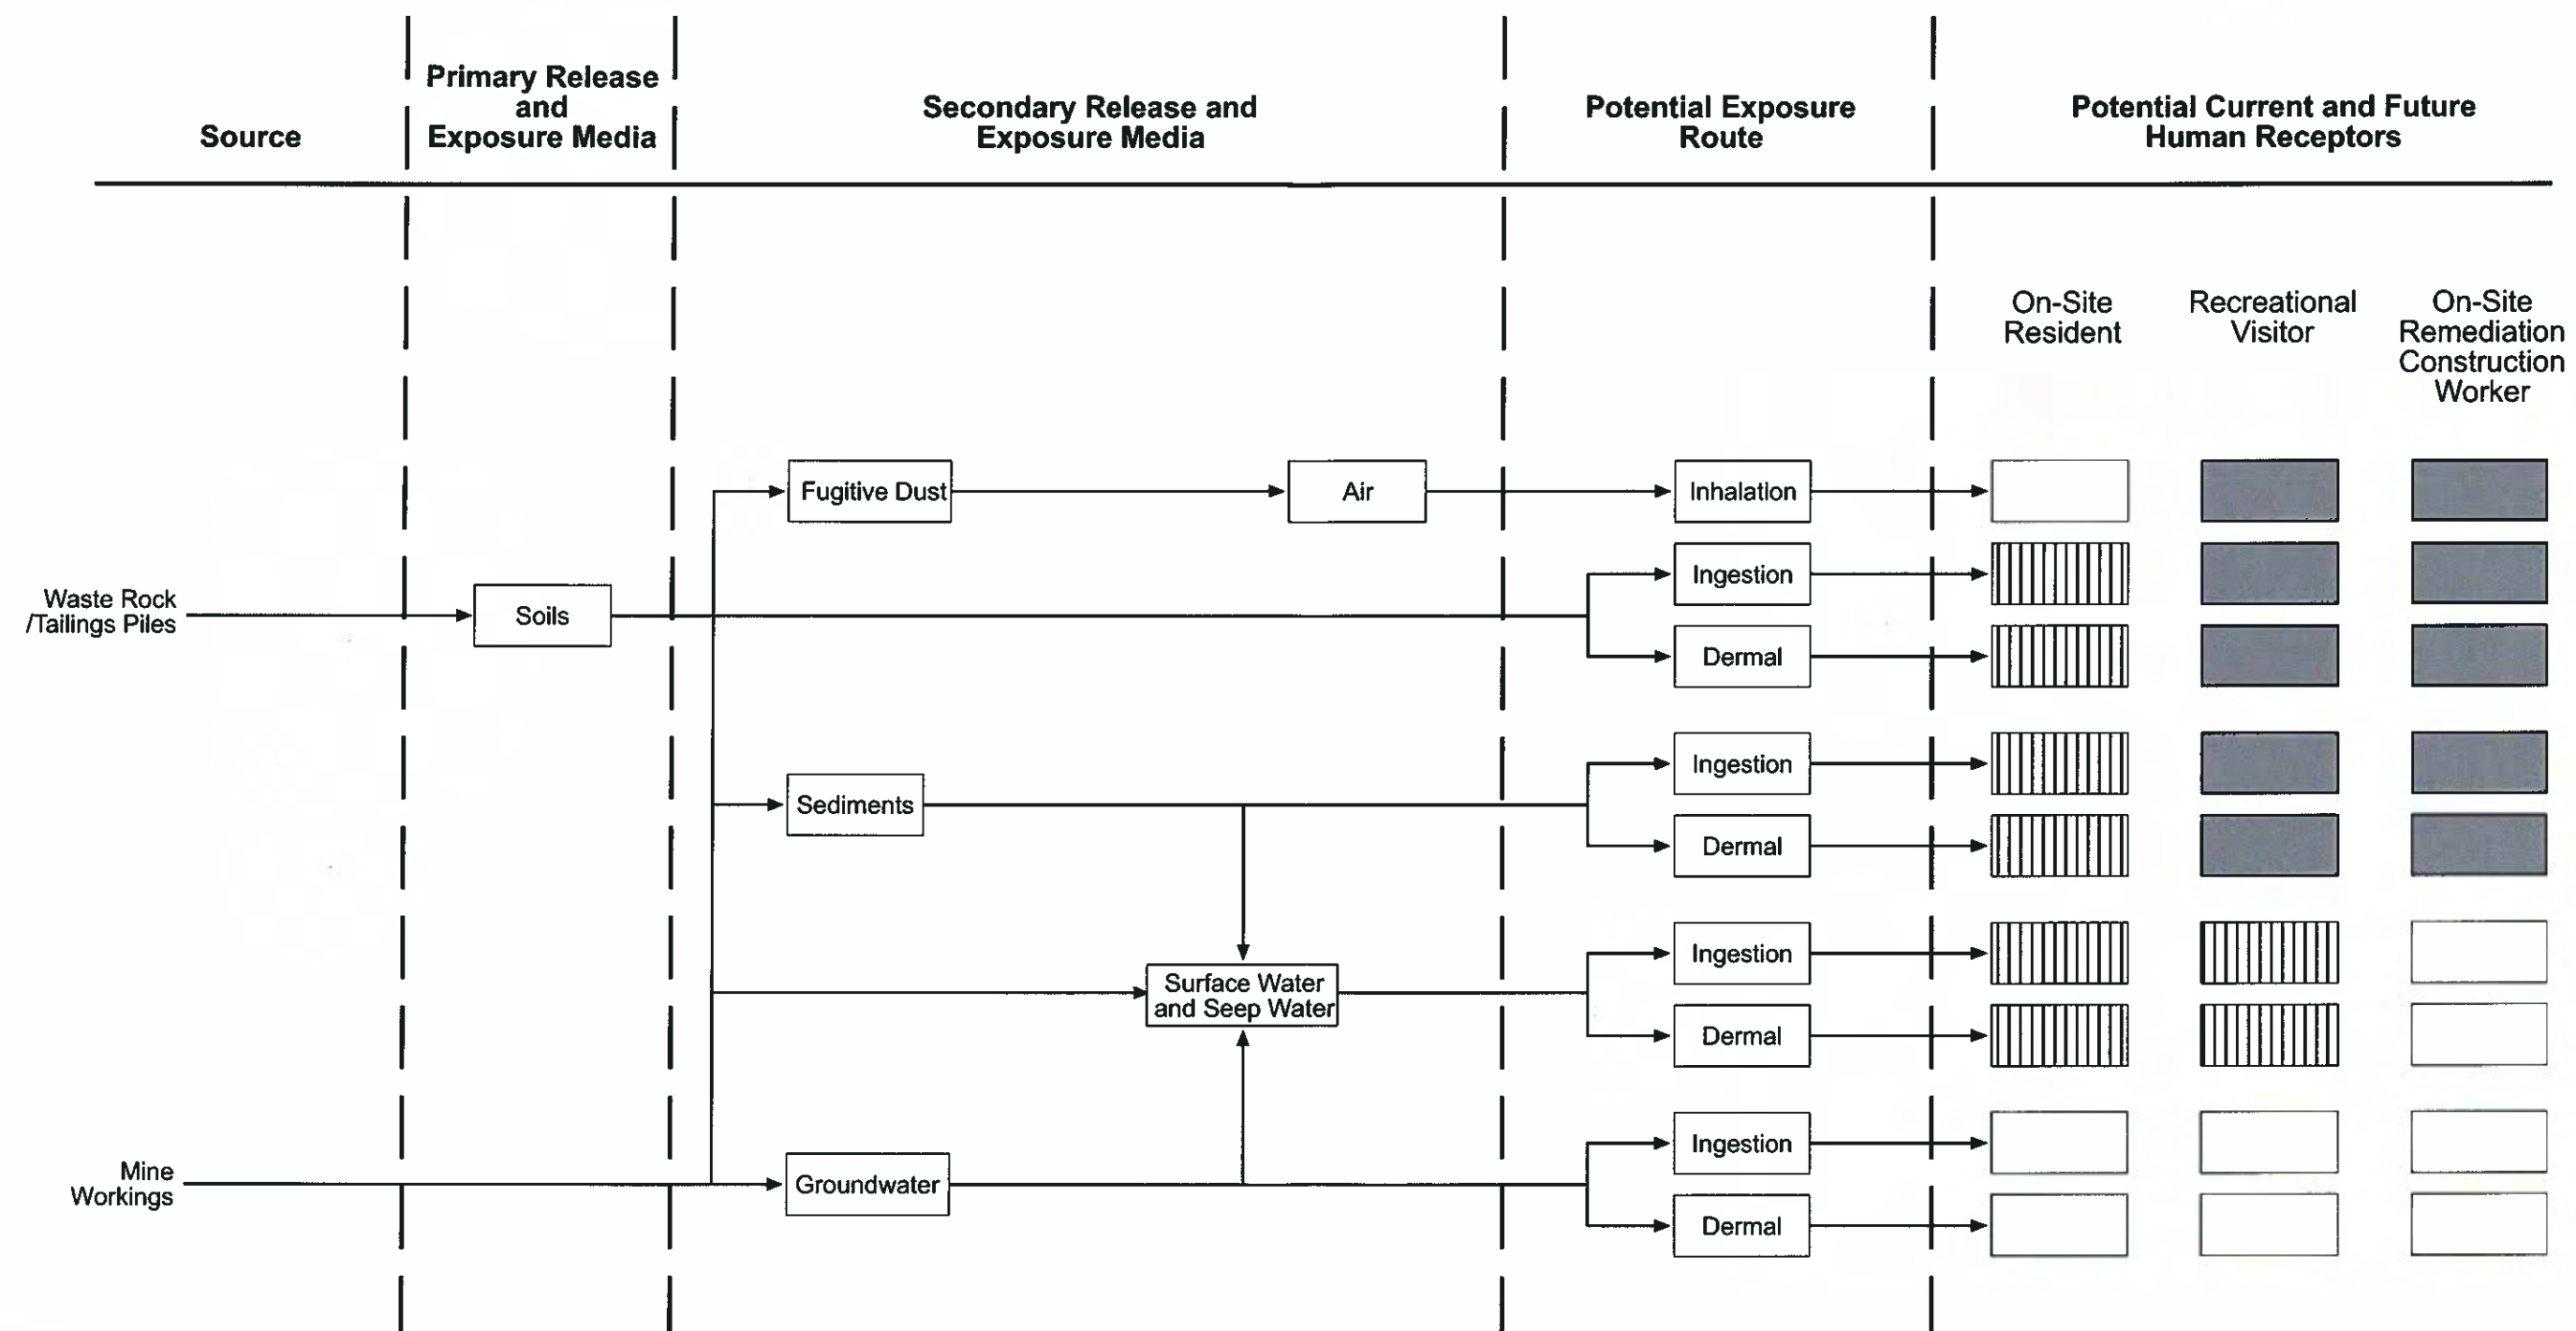 Source
Primary Release
and
Exposure Media
Secondary Release and
Exposure Media
Potential Exposure
Route
Potential Current and Future
Human Receptors
On-Site
Resident
Recreational
Visitor
On-Site
Remediation
Construction
Worker
Fugitive Dust
Air
Inhalation
Waste Rock
/Tailings Piles
Soils
Ingestion
Dermal
Sediments
Ingestion
Dermal
Surface Water
and Seep Water
Ingestion
Dermal
Mine
Workings
Groundwater
Ingestion
Dermal